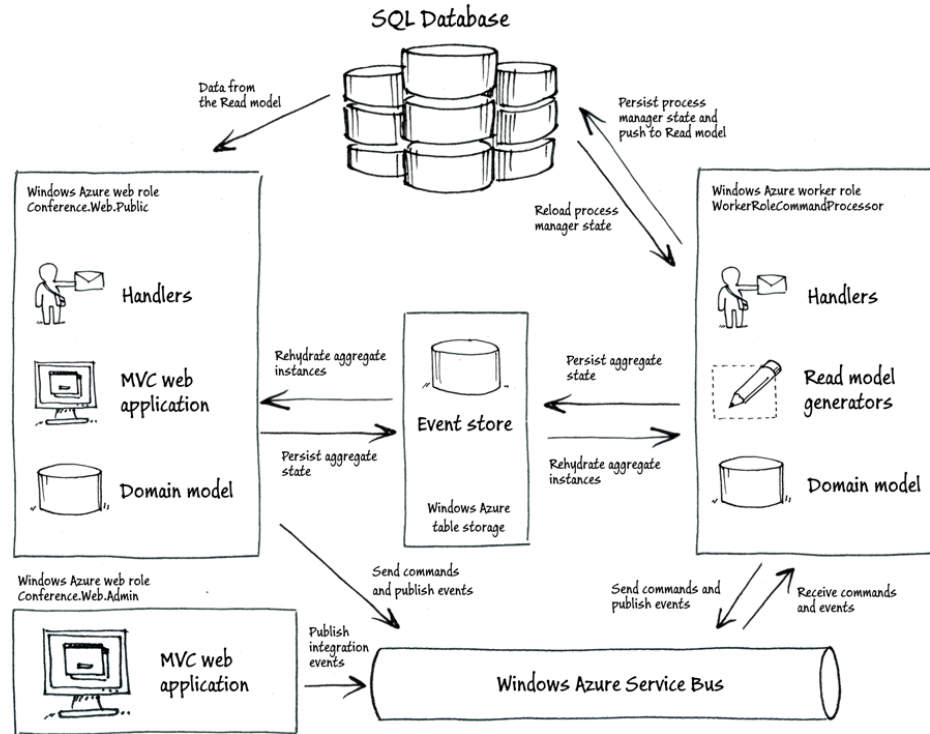 SQL Database
Data from
the Read model
Persist process
manager state and
push to Read model
Reload process
manager state
Windows Azure web role
Conference.Web.Public
Handlers
MVC web
application
Domain model
Rehydrate aggregate
instances
Persist aggregate
state
Event store
Windows Azure
table storage
Persist aggregate
state
Rehydrate aggregate
instances
Windows Azure worker role
WorkerRoleCommandProcessor
Handlers
Read model
generators
Domain model
Windows Azure web role
Conference.Web.Admin
MVC web
application
Send commands
and publish events
Publish
integration
events
Send commands and
publish events
Receive commands
and events
Windows Azure Service Bus